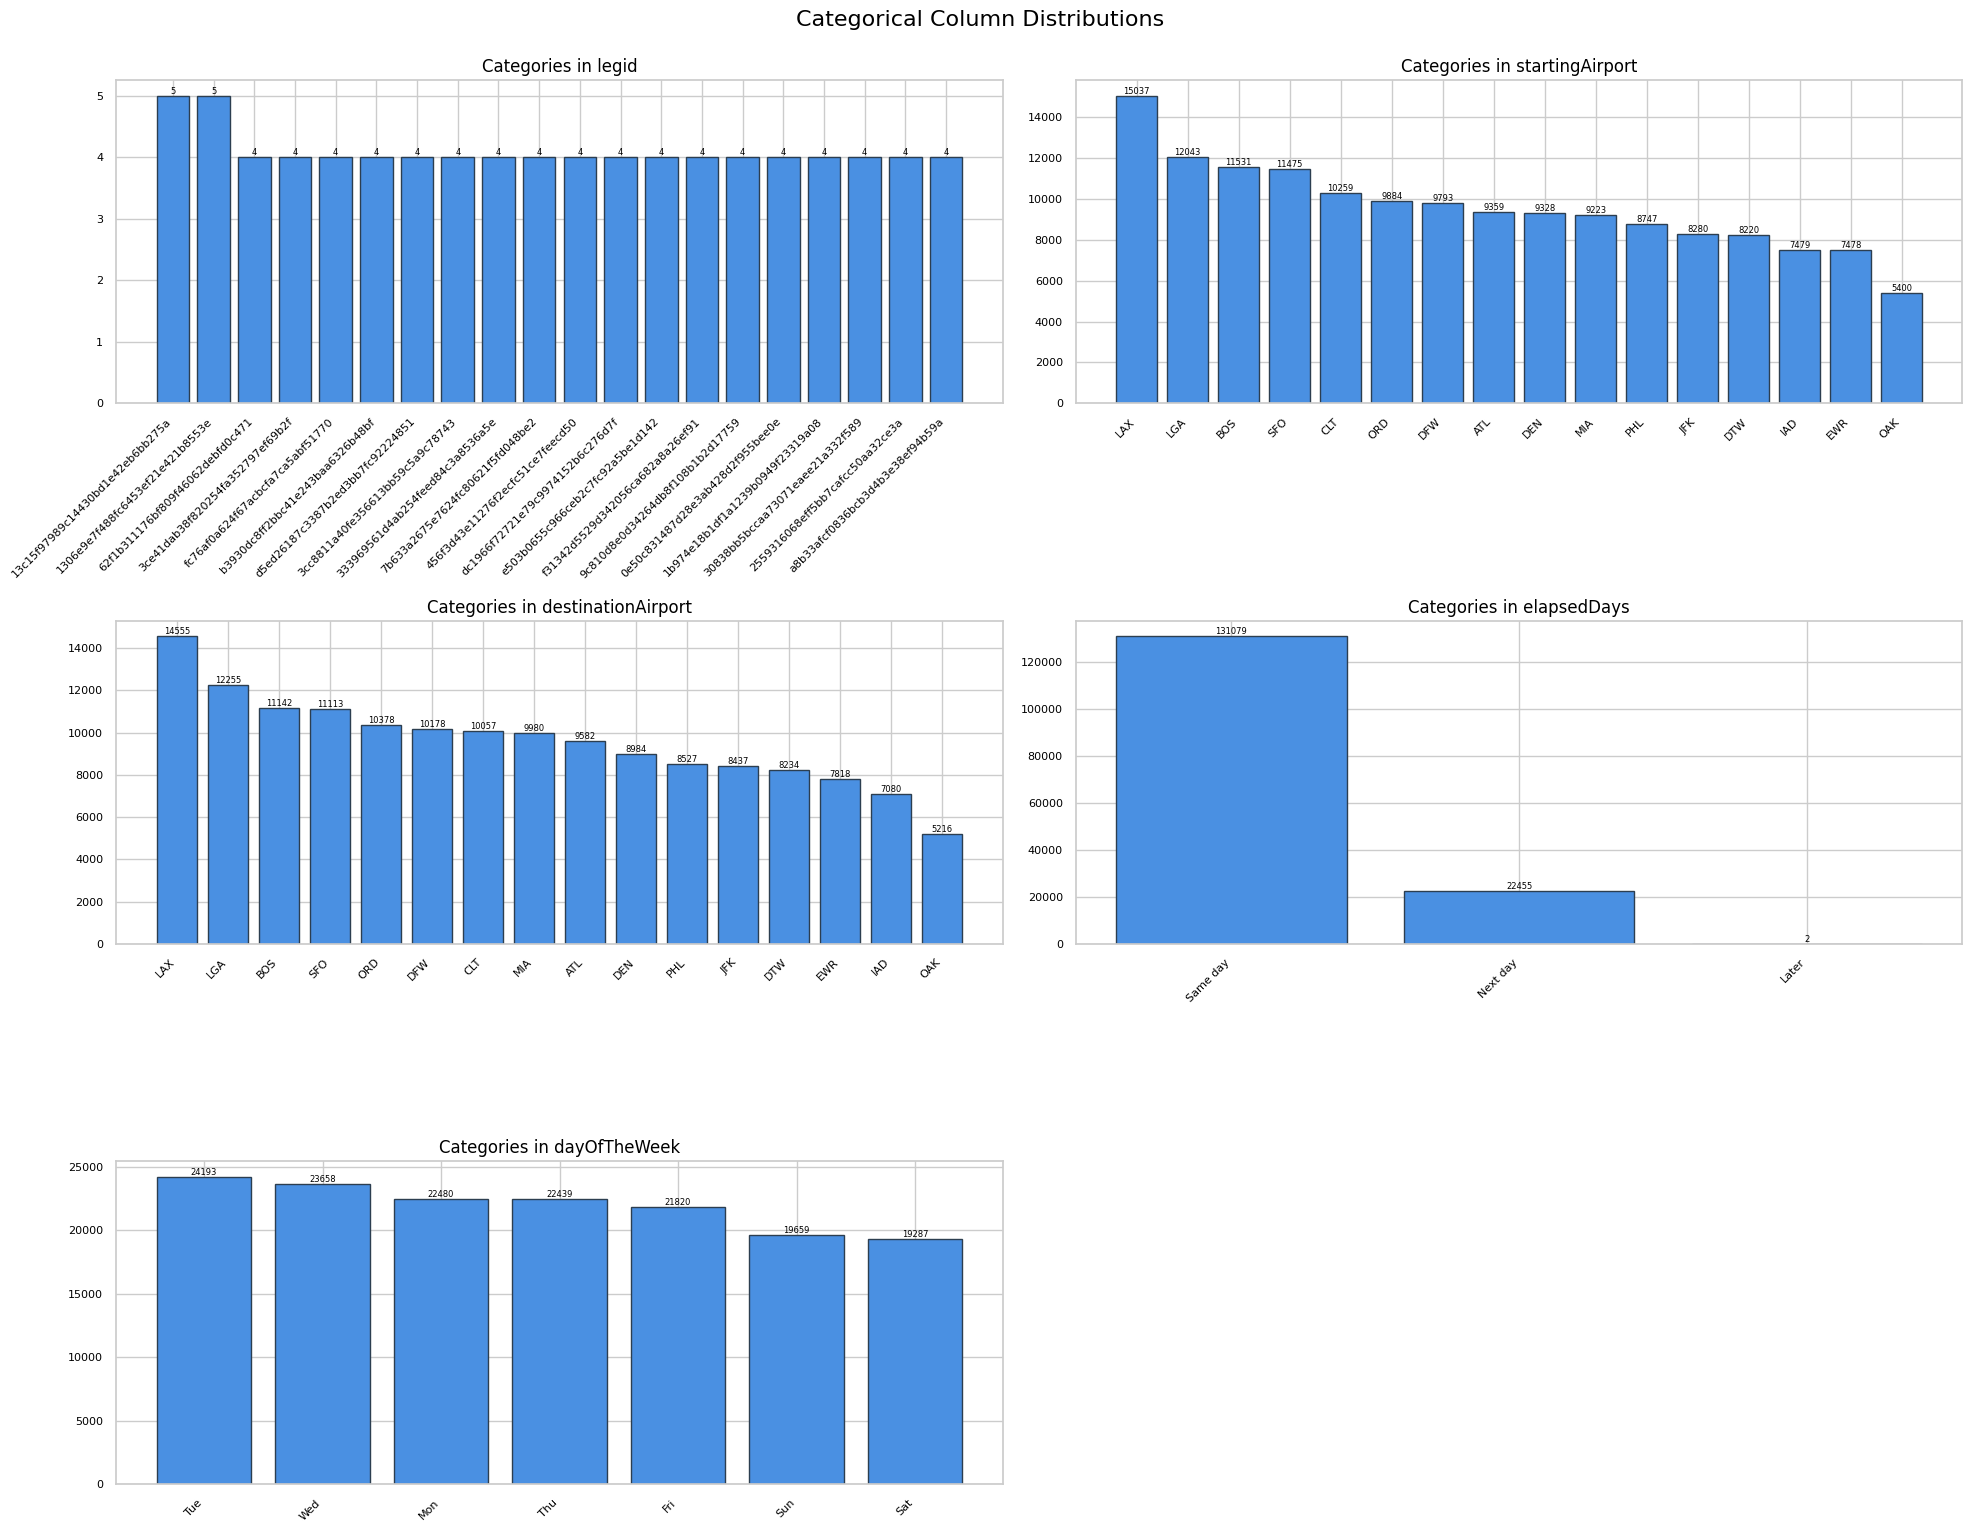 Categorical Column Distributions
Categories in legid
5 5 4 4 4 4 4 4 4 4 4 4 4 4 4 4 4 4 4 4
5
4
3
2
1
0
13c15f97989c14430bd1e42eb6bb275a
1306e9e7f488fc6453ef21e421b8553e
62f1b311176bf809f46062debfd0c471
3ce41dab38f820254fa352797ef69b2f
fc76af0a624f67acbcfa7ca5abf51770
b3930dc8ff2bbc41e243baa6326b48bf
d5ed26187c3387b2ed3bb7fc92224851
3cc8811a40fe356613bb59c5a9c78743
333969561d4ab254feed84c3a8536a5e
7b633a2675e7624fc80621f5fd048be2
456f3d43e11276f2ecfc51ce7feecd50
dc1966f72721e79c9974152b6c276d7f
e503b0655c966ceb2c7fc92a5be1d142
f31342d5529d342056ca682a8a26ef91
9c810d8e0d34264db8f108b1b2d17759
0e50c831487d28e3ab428d2f955bee0e
1b974e18b1df1a1239b0949f23319a08
30838bb5bccaa73071eaee21a332f589
2559316068eff5bb7cafcc50aa32ce3a
a8b33afcf0836bcb3d4b3e38ef94b59a
Categories in startingAirport
15037 12043 11531 11475 10259 9884 9793 9359 9328 9223 8747 8280 8220 7479 7478 5400
14000
12000
10000
8000
6000
4000
2000
0
LAX LGA BOS SFO CLT ORD DFW ATL DEN MIA PHL JFK DTW IAD EWR OAK
Categories in destinationAirport
14555 12255 11142 11113 10378 10178 10057 9980 9582 8984 8527 8437 8234 7818 7080 5216
14000
12000
10000
8000
6000
4000
2000
0
LAX LGA BOS SFO ORD DFW CLT MIA ATL DEN PHL JFK DTW EWR IAD OAK
Categories in elapsedDays
131079 22455 2
120000
100000
80000
60000
40000
20000
0
Same day Next day Later
Categories in dayOfTheWeek
24193 23658 22480 22439 21820 19659 19287
25000
20000
15000
10000
5000
0
Tue Wed Mon Thu Fri Sun Sat